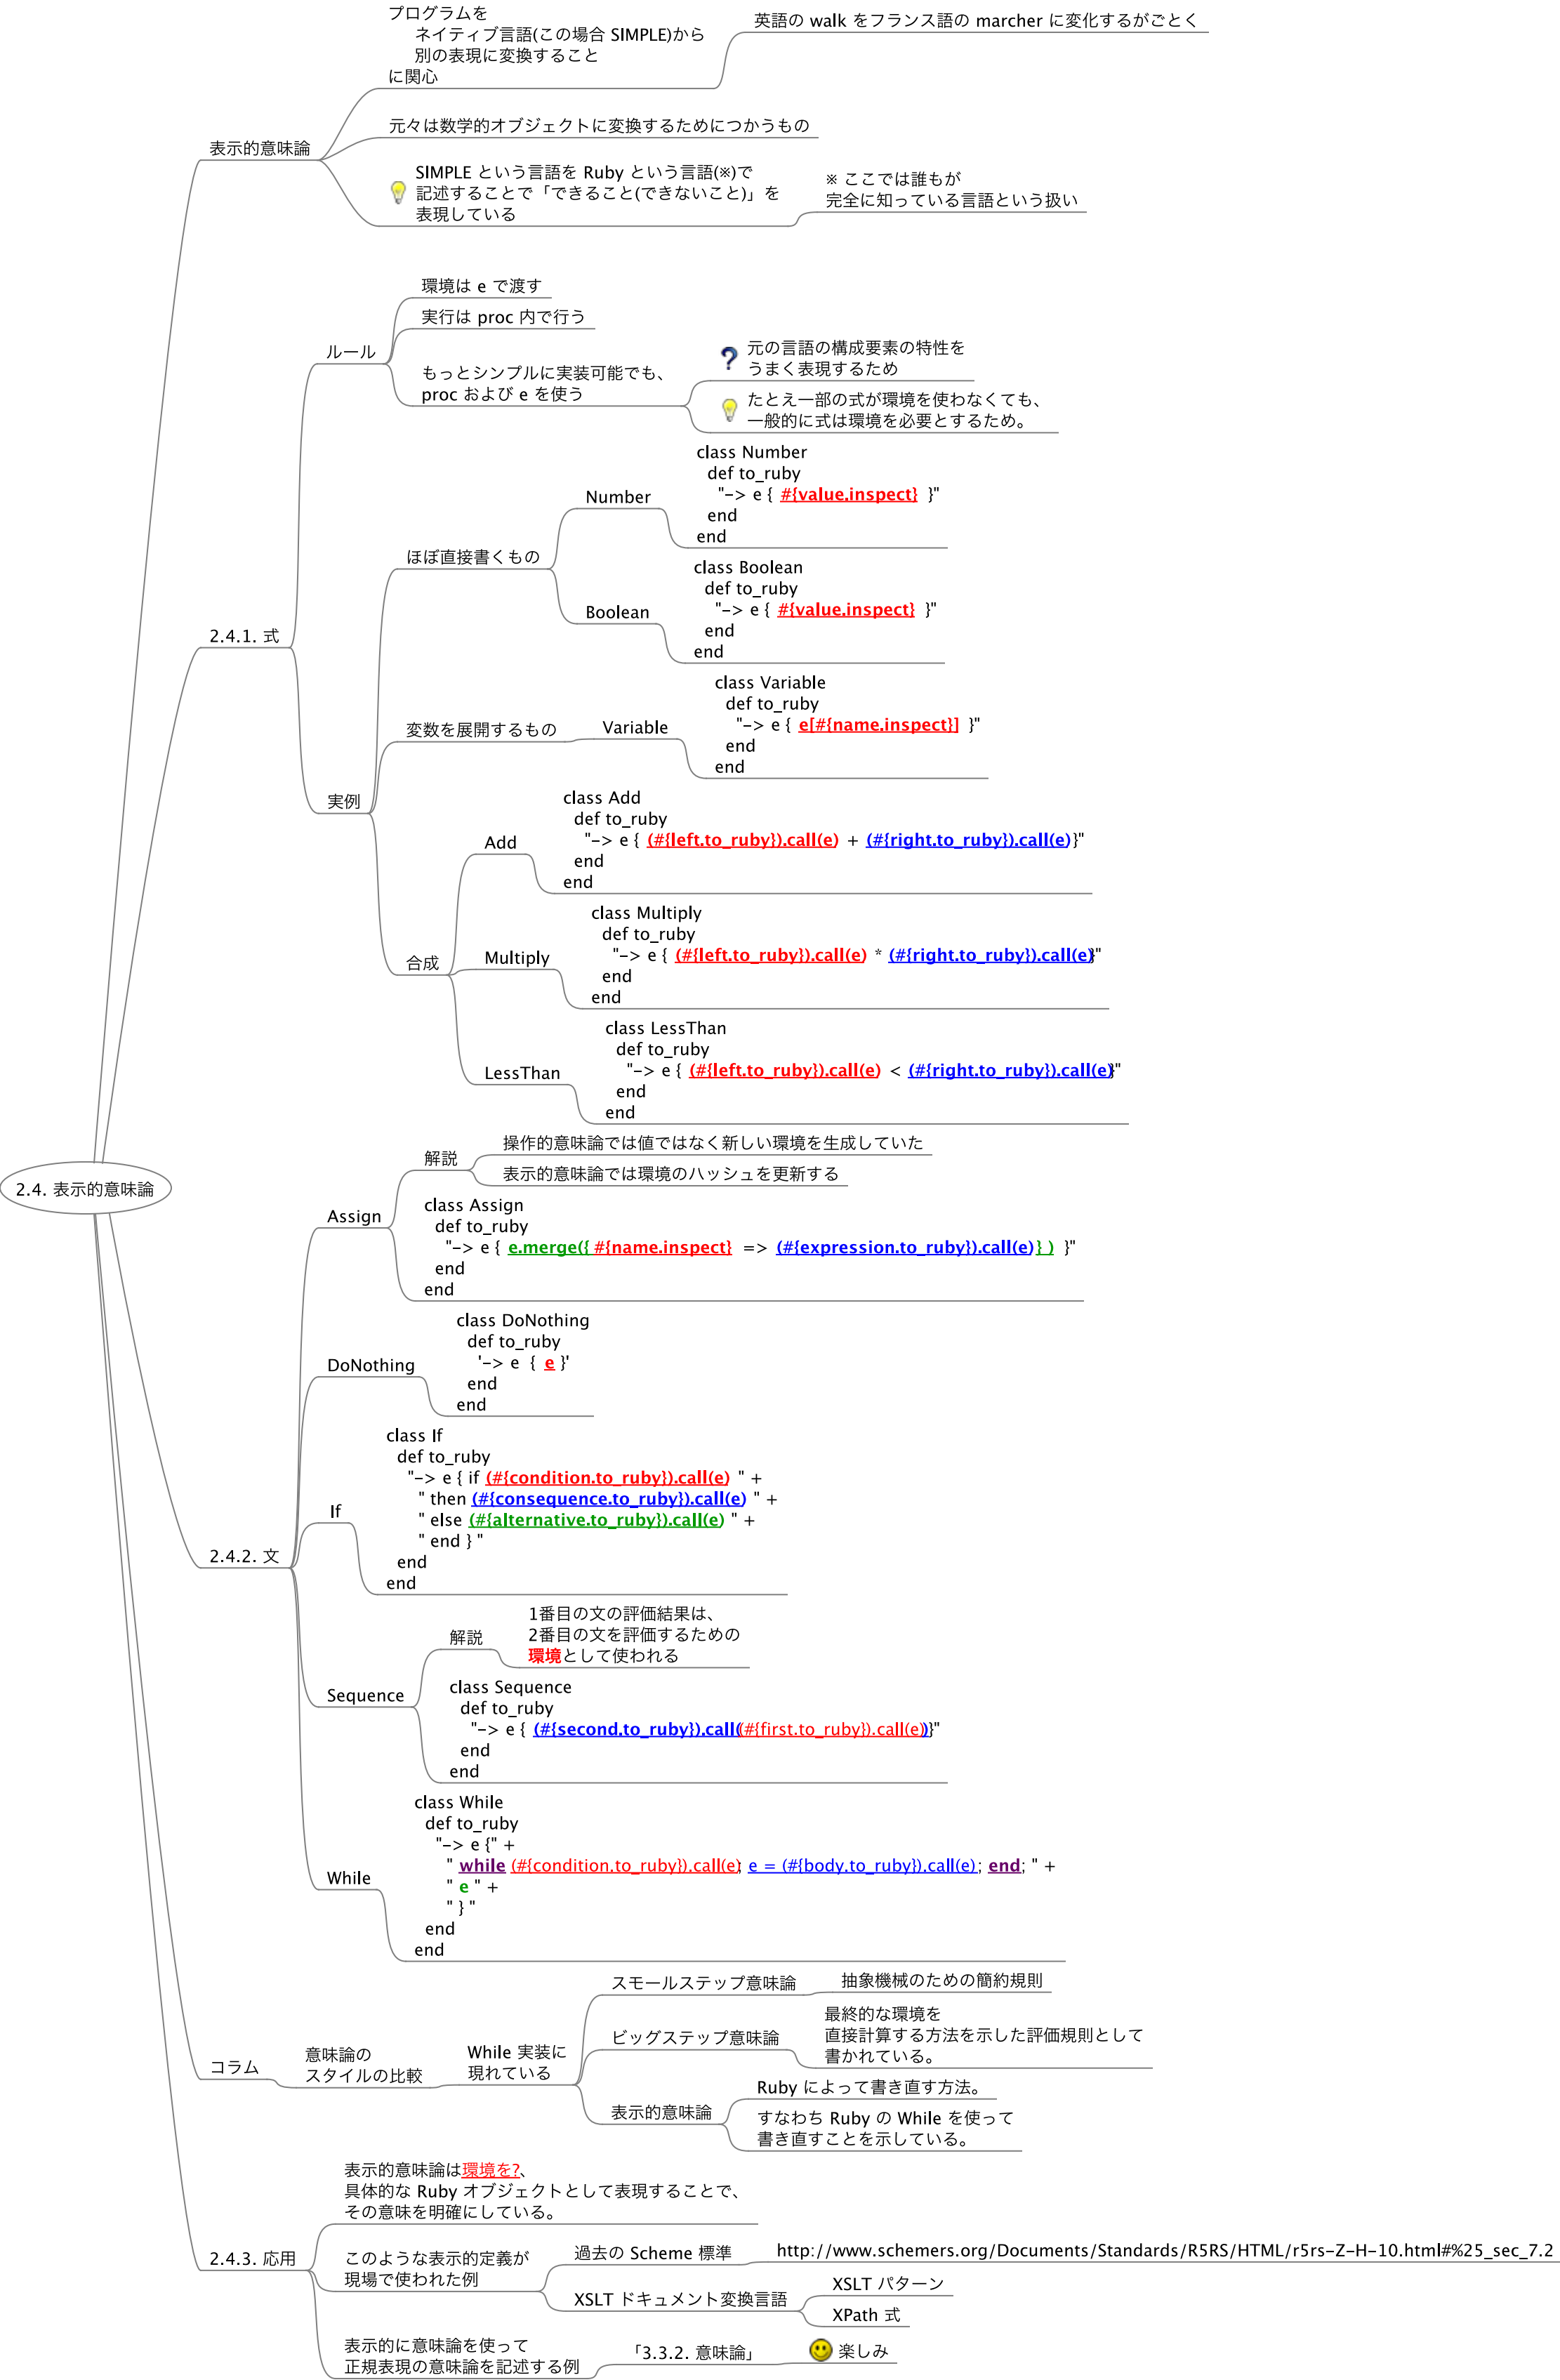 2.4. 表示的意味論
表示的意味論
プログラムを
ネイティブ言語(この場合 SIMPLE)から
別の表現に変換すること
に関心
英語の walk をフランス語の marcher に変化するがごとく
元々は数学的オブジェクトに変換するためにつかうもの
SIMPLE という言語を Ruby という言語(※)で
記述することで「できること(できないこと)」を
表現している
※ ここでは誰もが
完全に知っている言語という扱い
2.4.1. 式
ルール
環境は e で渡す
実行は proc 内で行う
もっとシンプルに実装可能でも、
proc および e を使う
元の言語の構成要素の特性を
うまく表現するため
たとえ一部の式が環境を使わなくても、
一般的に式は環境を必要とするため。
実例
ほぼ直接書くもの
Number
class Number
def to_ruby
"-> e { #{value.inspect} }"
end
end
Boolean
class Boolean
def to_ruby
"-> e { #{value.inspect} }"
end
end
変数を展開するもの
Variable
class Variable
def to_ruby
"-> e { e[#{name.inspect}] }"
end
end
合成
Add
class Add
def to_ruby
"-> e { (#{left.to_ruby}).call(e) + (#{right.to_ruby}).call(e)}"
end
end
Multiply
class Multiply
def to_ruby
"-> e { (#{left.to_ruby}).call(e) * (#{right.to_ruby}).call(e)}"
end
end
LessThan
class LessThan
def to_ruby
"-> e { (#{left.to_ruby}).call(e) < (#{right.to_ruby}).call(e)}"
end
end
2.4.2. 文
Assign
解説
操作的意味論では値ではなく新しい環境を生成していた
表示的意味論では環境のハッシュを更新する
class Assign
def to_ruby
"-> e { e.merge({ #{name.inspect} => (#{expression.to_ruby}).call(e)} ) }"
end
end
DoNothing
class DoNothing
def to_ruby
'-> e { e }'
end
end
If
class If
def to_ruby
"-> e { if (#{condition.to_ruby}).call(e) " +
" then (#{consequence.to_ruby}).call(e) " +
" else (#{alternative.to_ruby}).call(e) " +
" end } "
end
end
Sequence
解説
1番目の文の評価結果は、
2番目の文を評価するための
環境として使われる
class Sequence
def to_ruby
"-> e { (#{second.to_ruby}).call((#{first.to_ruby}).call(e))}"
end
end
While
class While
def to_ruby
"-> e {" +
" while (#{condition.to_ruby}).call(e); e = (#{body.to_ruby}).call(e); end; " +
" e " +
" } "
end
end
コラム
意味論の
スタイルの比較
While 実装に
現れている
スモールステップ意味論
抽象機械のための簡約規則
ビッグステップ意味論
最終的な環境を
直接計算する方法を示した評価規則として
書かれている。
表示的意味論
Ruby によって書き直す方法。
すなわち Ruby の While を使って
書き直すことを示している。
2.4.3. 応用
表示的意味論は環境を?、
具体的な Ruby オブジェクトとして表現することで、
その意味を明確にしている。
このような表示的定義が
現場で使われた例
過去の Scheme 標準
http://www.schemers.org/Documents/Standards/R5RS/HTML/r5rs-Z-H-10.html#%25_sec_7.2
XSLT ドキュメント変換言語
XSLT パターン
XPath 式
表示的に意味論を使って
正規表現の意味論を記述する例
「3.3.2. 意味論」
楽しみ